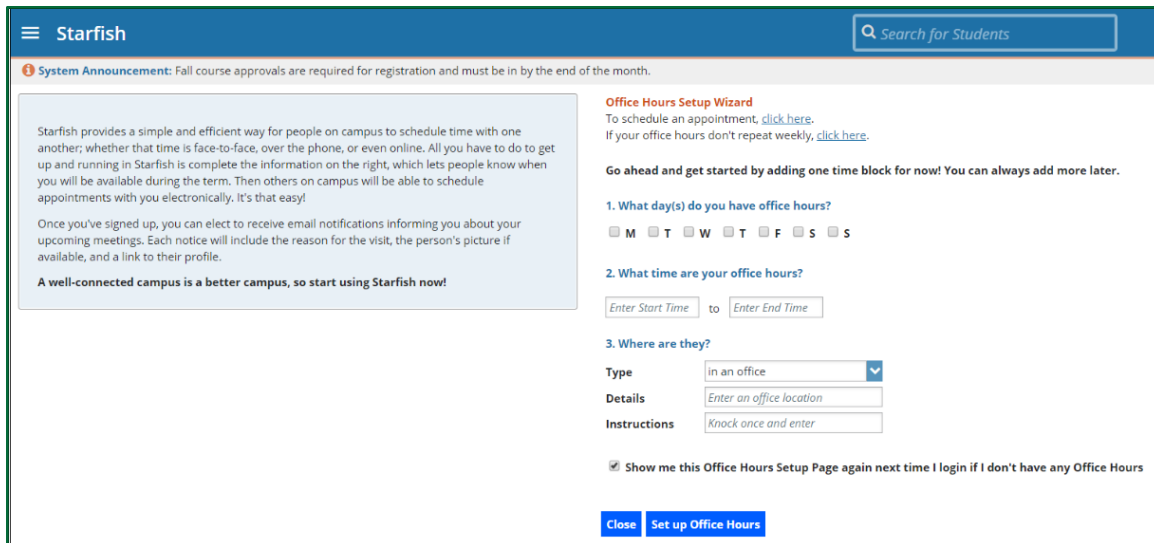 Starfish
Search for Students
System Announcement: Fall course approvals are required for registration and must be in by the end of the month.
Starfish provides a simple and efficient way for people on campus to schedule time with one
another; whether that time is face-to-face, over the phone, or even online. All you have to do to get
up and running in Starfish is complete the information on the right, which lets people know when
you will be available during the term. Then others on campus will be able to schedule
appointments with you electronically. It's that easy!
Once you've signed up, you can elect to receive email notifications informing you about your
upcoming meetings. Each notice will include the reason for the visit, the person's picture if
available, and a link to their profile.
A well-connected campus is a better campus, so start using Starfish now!
Office Hours Setup Wizard
To schedule an appointment, click here.
If your office hours don't repeat weekly, click here.
Go ahead and get started by adding one time block for now! You can always add more later.
1. What day(s) do you have office hours?
M T W T F S S
2. What time are your office hours?
Enter Start Time to Enter End Time
3. Where are they?
Type in an office
Details Enter an office location
Instructions Knock once and enter
Show me this Office Hours Setup Page again next time I login if I don't have any Office Hours
Close Set up Office Hours